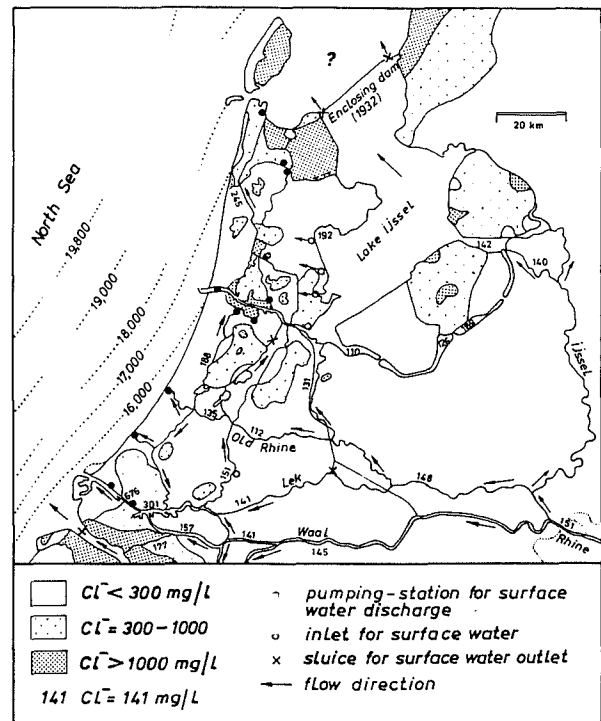 ?
Enclosing dam
(1932)
20 km
North Sea
Lake ijssel
245
192
19,800
19,000
18,000
17,000
16,000
142
140
110
188
131
135
112
Old Rhine
151
ijssel
148
Lek
141
676
301
157
177
141
Waal
145
151
Rhine
Cl⁻ < 300 mg/L
Cl⁻ = 300-1000
Cl⁻ > 1000 mg/L
141 Cl⁻ = 141 mg/L
pumping-station for surface
water discharge
inlet for surface water
sluice for surface water outlet
flow direction